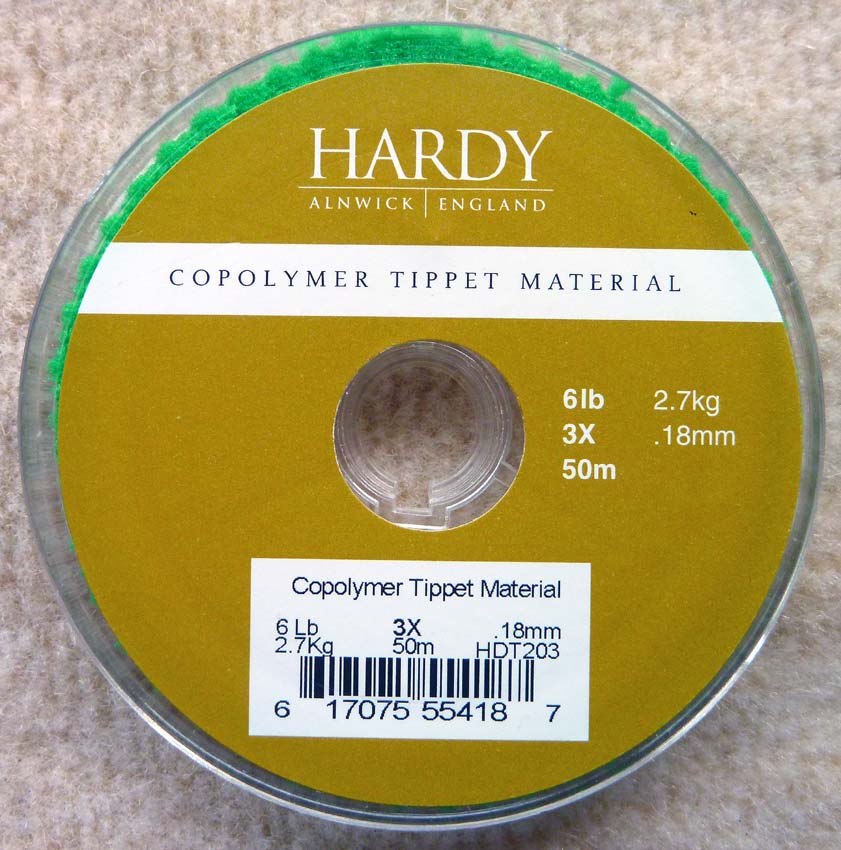 HARDY
ALNWICK | ENGLAND
COPOLYMER TIPPET MATERIAL
6lb 2.7kg
3X .18mm
50m
Copolymer Tippet Material
6 Lb 3X .18mm
2.7Kg 50m HDT203
6 17075 55418 7